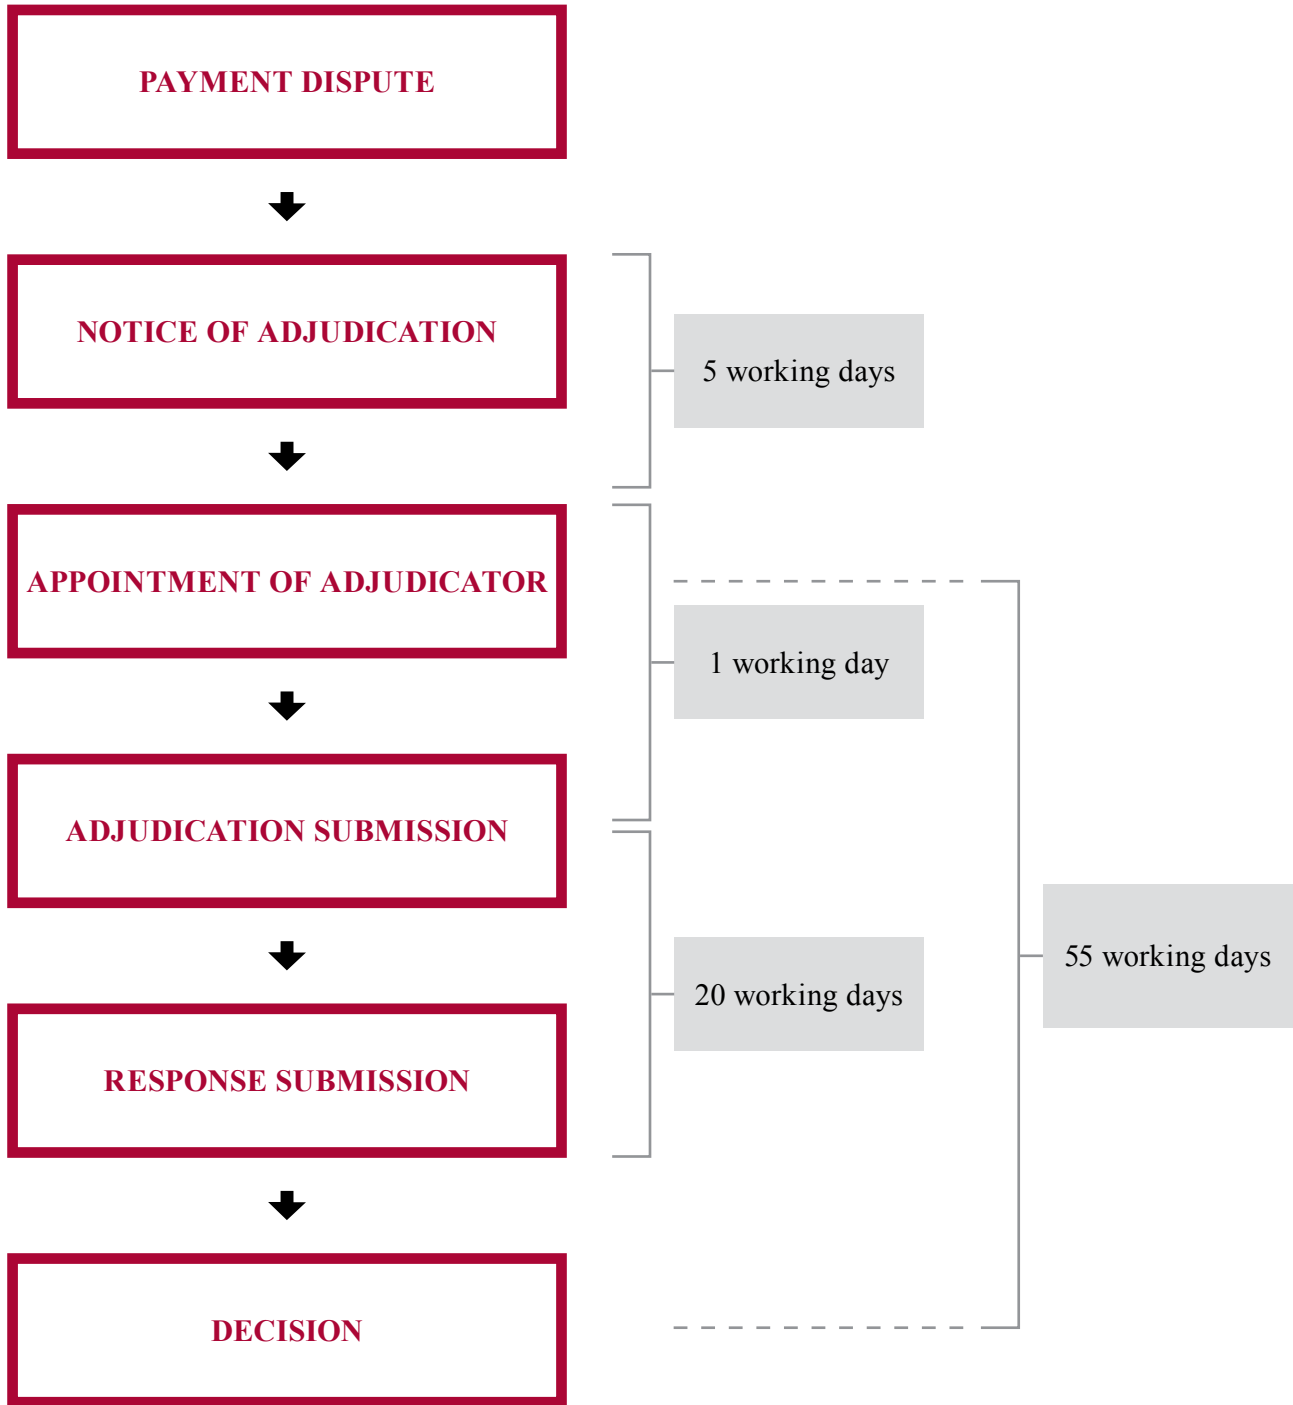 PAYMENT DISPUTE
NOTICE OF ADJUDICATION
5 working days
APPOINTMENT OF ADJUDICATOR
1 working day
ADJUDICATION SUBMISSION
20 working days
55 working days
RESPONSE SUBMISSION
DECISION